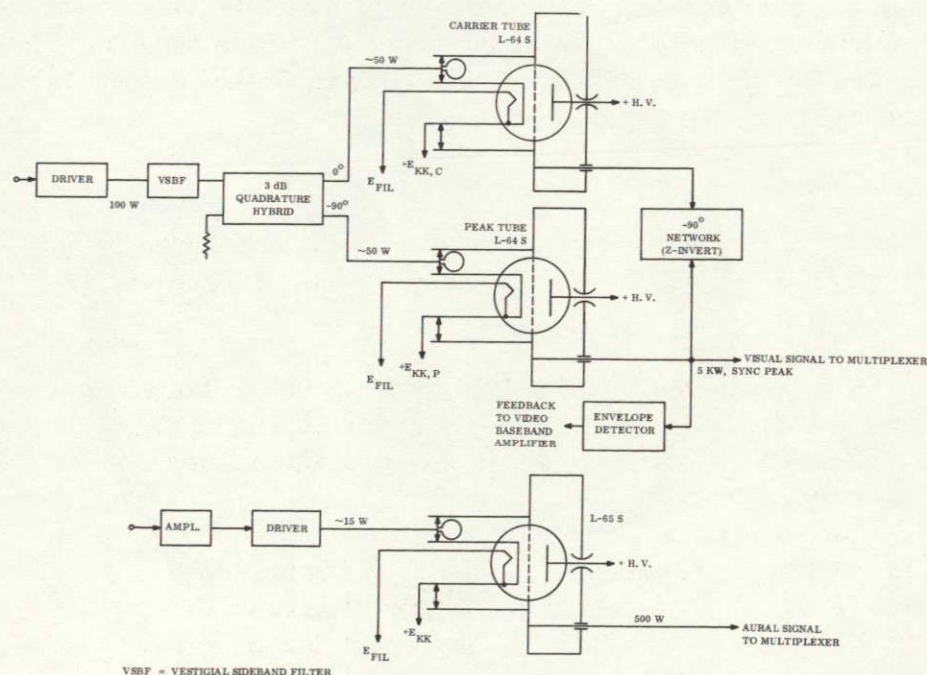 CARRIER TUBE
L-64 S
~50 W
+ H. V.
E FIL
+E KK, C
0°
DRIVER
100 W
VSBF
3 dB
QUADRATURE
HYBRID
-90°
~50 W
PEAK TUBE
L-64 S
-90°
NETWORK
(Z-INVERT)
+ H. V.
E FIL
+E KK, P
VISUAL SIGNAL TO MULTIPLEXER
5 KW, SYNC PEAK
FEEDBACK
TO VIDEO
BASEBAND
AMPLIFIER
ENVELOPE
DETECTOR
AMPL.
DRIVER
~15 W
L-65 S
+ H. V.
E FIL
+E KK
500 W
AURAL SIGNAL
TO MULTIPLEXER
VSBF = VESTIGIAL SIDEBAND FILTER